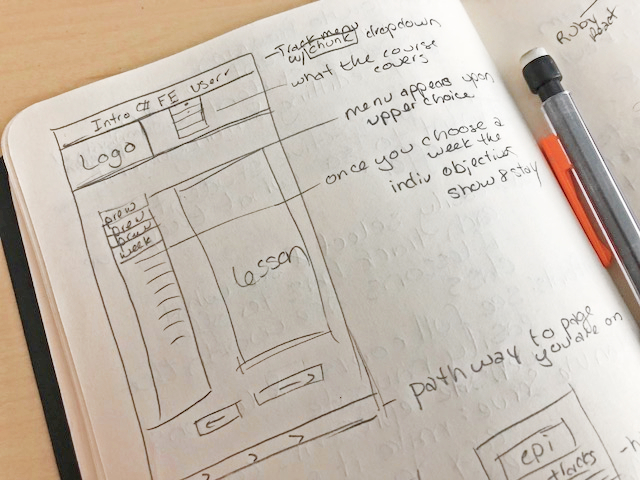 Ruby
React
Track menu
w/ chunk dropdown
what the course
covers
Intro C# FE User
Logo
menu appears upon
upper choice
once you choose a
week the
indiv objectives
show & stay
prew
prew
prew
week
lesson
pathway to page
you are on
epi
tracks